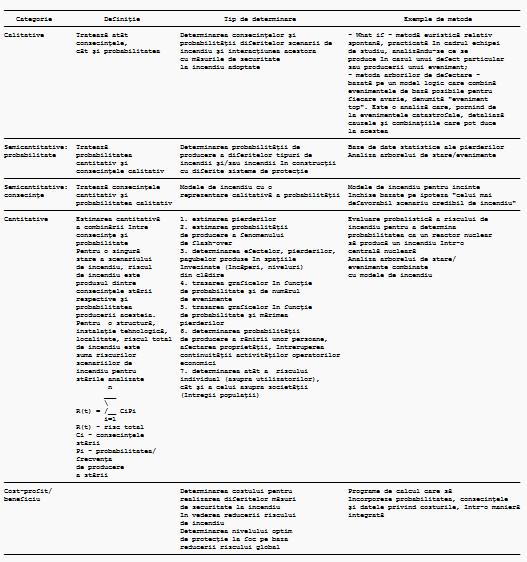 Categorie Definiție Tip de determinare Exemple de metode
Calitative
Tratează atât
consecințele,
cât și probabilitatea
Determinarea consecințelor și
probabilității diferitelor scenarii de
incendiu și interacțiunea acestora
cu măsurile de securitate
la incendiu adoptate
- What if - metodă euristică relativ
spontană, practicată în cadrul echipei
de studiu, analizându-se ce se
produce în cazul unui defect particular
sau producerii unui eveniment;
- metoda arborilor de defectare -
bazată pe un model logic care combină
evenimentele de bază posibile pentru
fiecare avarie, denumită "eveniment
top". Este o analiză care, pornind de
la evenimentele catastrofale, detaliază
causele și combinațiile care pot duce
la acestea
Semicantitative:
probabilitate
Tratează
probabilitatea
cantitativ și
consecințele calitativ
Determinarea probabilității de
producere a diferitelor tipuri de
incendii și/sau incendii în construcții
cu diferite sisteme de protecție
Baze de date statistice ale pierderilor
Analiza arborelui de stare/evenimente
Semicantitative:
consecințe
Tratează consecințele
cantitativ și
probabilitatea calitativ
Modele de incendiu cu o
reprezentare calitativă a probabilității
Modele de incendiu pentru incinte
închise bazate pe ipoteza "celui mai
defavorabil scenariu credibil de incendiu"
Cantitative
Estimarea cantitativă
a combinării între
consecințe și
probabilitate
Pentru o singură
stare a scenariului
de incendiu, riscul
de incendiu este
produsul dintre
consecințele stării
respective și
probabilitatea
producerii acesteia.
Pentru o structură,
instalație tehnologică,
localitate, riscul total
de incendiu este
suma riscurilor
scenariilor de
incendiu pentru
stările analizate
n
___
\
R(t) = /__ CiPi
i=1
R(t) - risc total
Ci - consecințele
stării
Pi - probabilitatea/
frecvența
de producere
a stării
1. estimarea pierderilor
2. estimarea probabilității
de producere a fenomenului
de flash-over
3. determinarea efectelor, pierderilor,
pagubelor produse în spațiile
învecinate (încăperi, niveluri)
din clădire
4. trasarea graficelor în funcție
de probabilitate și de numărul
de evenimente
5. trasarea graficelor în funcție
de probabilitate și mărimea
pierderilor
6. determinarea probabilității
de producere a rănirii unor persoane,
afectarea proprietății, întreruperea
continuității activităților operatorilor
economici
7. determinarea atât a riscului
individual (asupra utilizatorilor),
cât și a celui asupra societății
(întregii populații)
Evaluare probalistică a riscului de
incendiu pentru a determina
probabilitatea ca un reactor nuclear
să producă un incendiu într-o
centrală nucleară
Analiza arborelui de stare/
evenimente combinate
cu modele de incendiu
Cost-profit/
beneficiu
Determinarea costului pentru
realizarea diferitelor măsuri
de securitate la incendiu
în vederea reducerii riscului
de incendiu
Determinarea nivelului optim
de protecție la foc pe baza
reducerii riscului global
Programe de calcul care să
încorporeze probabilitatea, consecințele
și datele privind costurile, într-o manieră
integrată